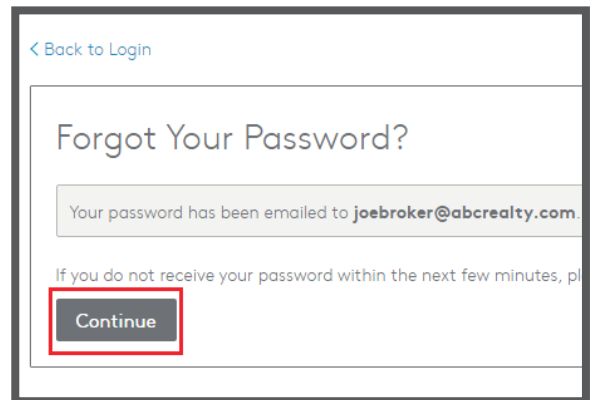 < Back to Login
Forgot Your Password?
Your password has been emailed to joebroker@abcrealty.com.
If you do not receive your password within the next few minutes,
Continue